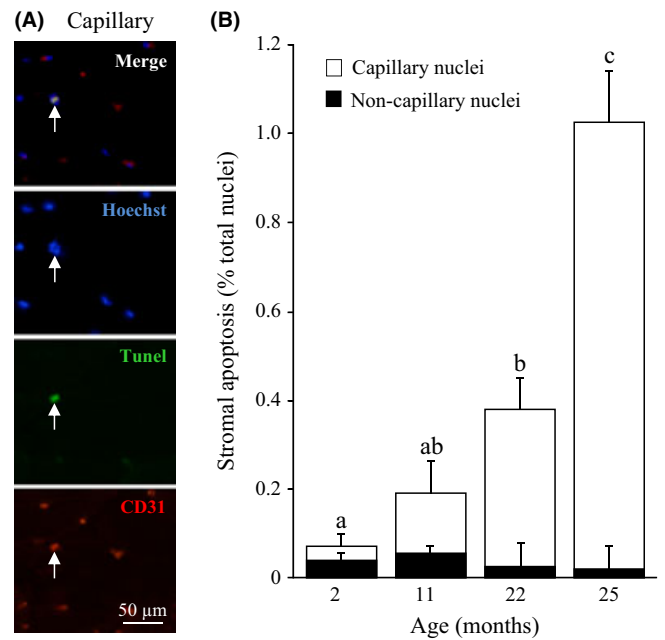 (A) Capillary
Merge
Hoechst
Tunel
CD31
50 µm
(B)
Stromal apoptosis (% total nuclei)
1.2
1.0
0.8
0.6
0.4
0.2
0
Capillary nuclei
Non-capillary nuclei
a
ab
b
c
2 11 22 25
Age (months)